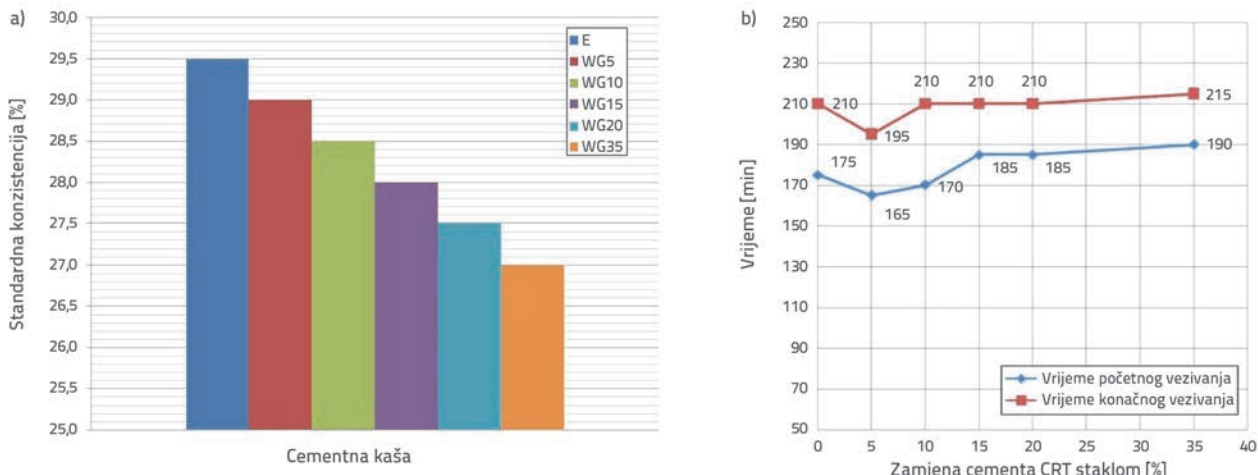 a)
30,0
29,5
29,0
28,5
28,0
27,5
27,0
26,5
26,0
25,5
25,0
Standardna konzistencija [%]
E
WG5
WG10
WG15
WG20
WG35
Cementna kaša
b)
250
230
210
190
170
150
130
110
90
70
50
Vrijeme [min]
210
195
210
210
210
215
175
165
170
185
185
190
Vrijeme početnog vezivanja
Vrijeme konačnog vezivanja
0 5 10 15 20 25 30 35 40
Zamjena cementa CRT staklom [%]